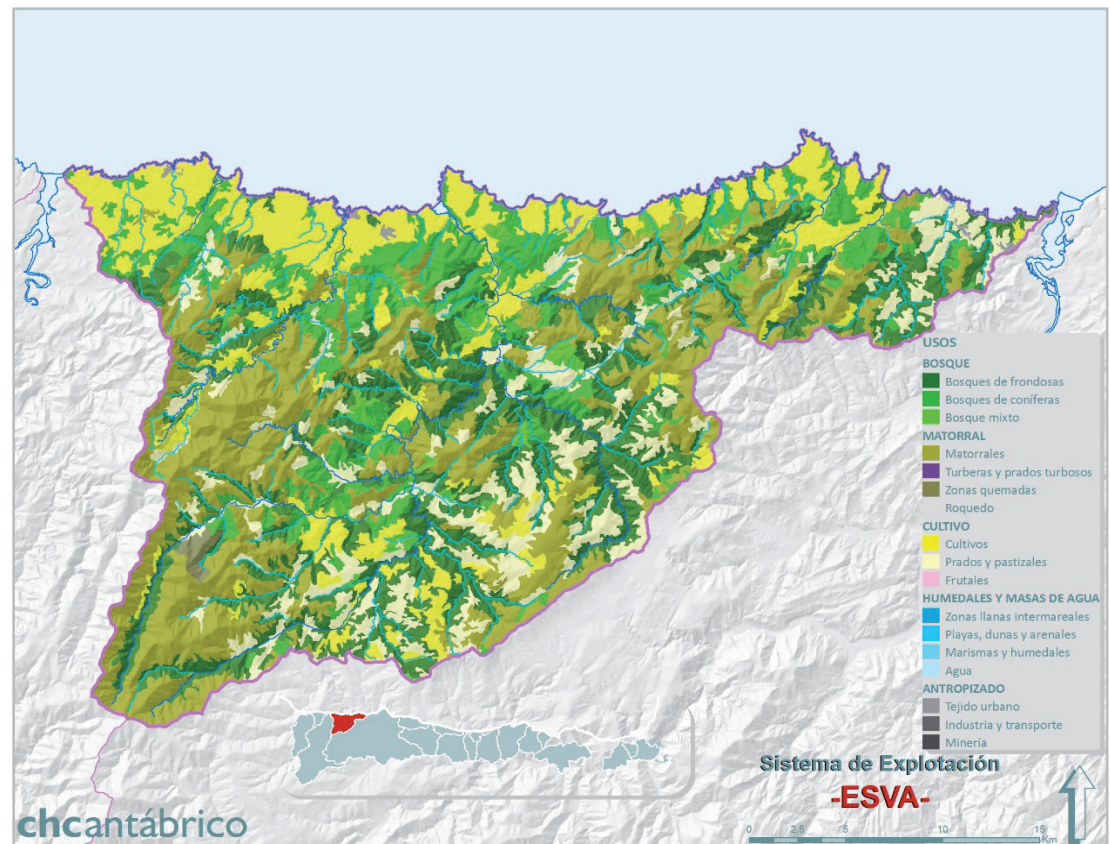 USOS
BOSQUE
Bosques de frondosas
Bosques de coníferas
Bosque mixto
MATORRAL
Matorrales
Turberas y prados turbosos
Zonas quemadas
Roquedo
CULTIVO
Cultivos
Prados y pastizales
Frutales
HUMEDALES Y MASAS DE AGUA
Zonas llanas intermareales
Playas, dunas y arenales
Marismas y humedales
Agua
ANTROPIZADO
Tejido urbano
Industria y transporte
Minería
Sistema de Explotación
-ESVA-
chcantábrico
0 2,5 5 10 15
Km